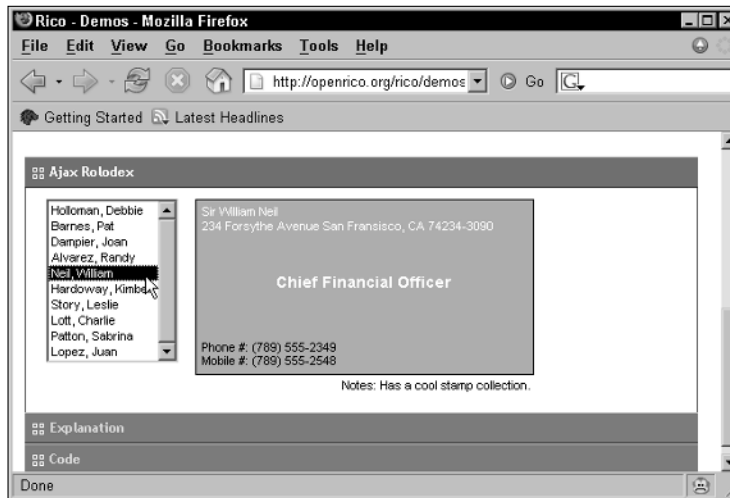 Rico - Demos - Mozilla Firefox
File Edit View Go Bookmarks Tools Help
http://openrico.org/rico/demos Go G
Getting Started Latest Headlines
Ajax Rolodex
Holloman, Debbie
Barnes, Pat
Dampier, Joan
Alvarez, Randy
Neil, William
Hardoway, Kimbe
Story, Leslie
Lott, Charlie
Patton, Sabrina
Lopez, Juan
Sir William Neil
234 Forsythe Avenue San Fransisco, CA 74234-3090
Chief Financial Officer
Phone #: (789) 555-2349
Mobile #: (789) 555-2548
Notes: Has a cool stamp collection.
Explanation
Code
Done